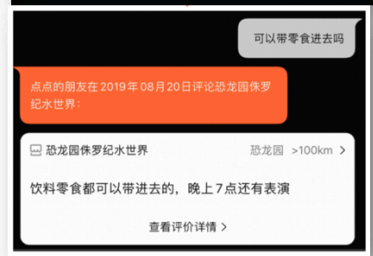 可以带零食进去吗
点点的朋友在2019年08月20日评论恐龙园侏罗
纪水世界：
恐龙园侏罗纪水世界 恐龙园 >100km >
饮料零食都可以带进去的，晚上7点还有表演
查看评价详情 >